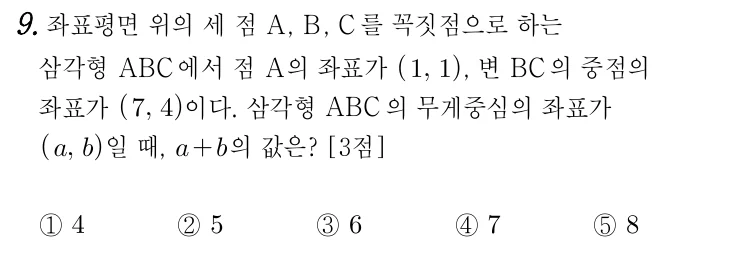 9. 좌표평면 위의 세 점 A, B, C를 꼭짓점으로 하는
삼각형 ABC에서 점 A의 좌표가 (1, 1), 변 BC의 중점의
좌표가 (7, 4)이다. 삼각형 ABC의 무게중심의 좌표가
(a, b)일 때, a+b의 값은? [3점]
① 4 ② 5 ③ 6 ④ 7 ⑤ 8